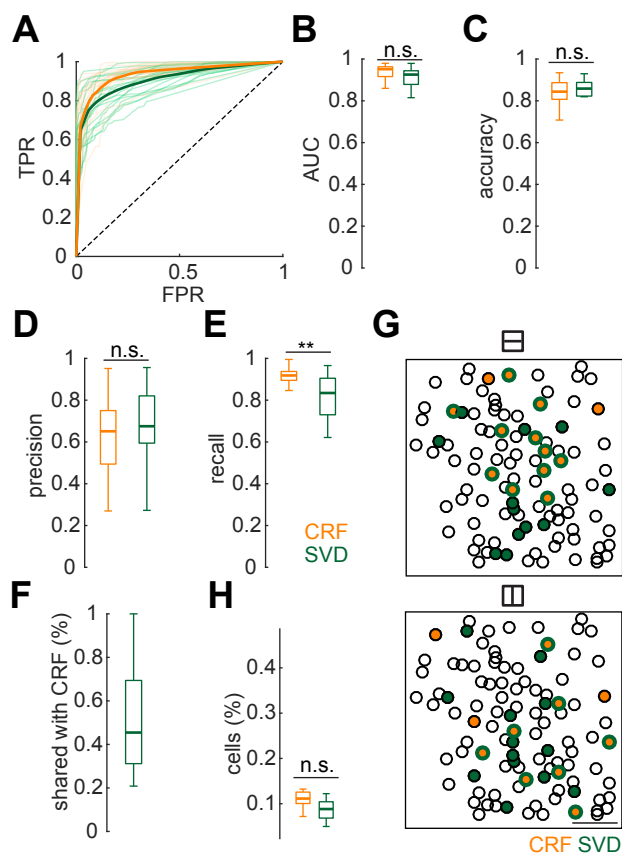 A
TPR
1
0.8
0.6
0.4
0.2
0
0
0.5
1
FPR
B
n.s.
AUC
1
0.8
0.6
0.4
0.2
0
C
n.s.
accuracy
1
0.8
0.6
0.4
0.2
0
D
n.s.
precision
1
0.8
0.6
0.4
0.2
0
E
**
recall
1
0.8
0.6
0.4
0.2
0
CRF
SVD
G
F
shared with CRF (%)
1
0.8
0.6
0.4
0.2
0
H
n.s.
cells (%)
0.4
0.3
0.2
0.1
CRF SVD